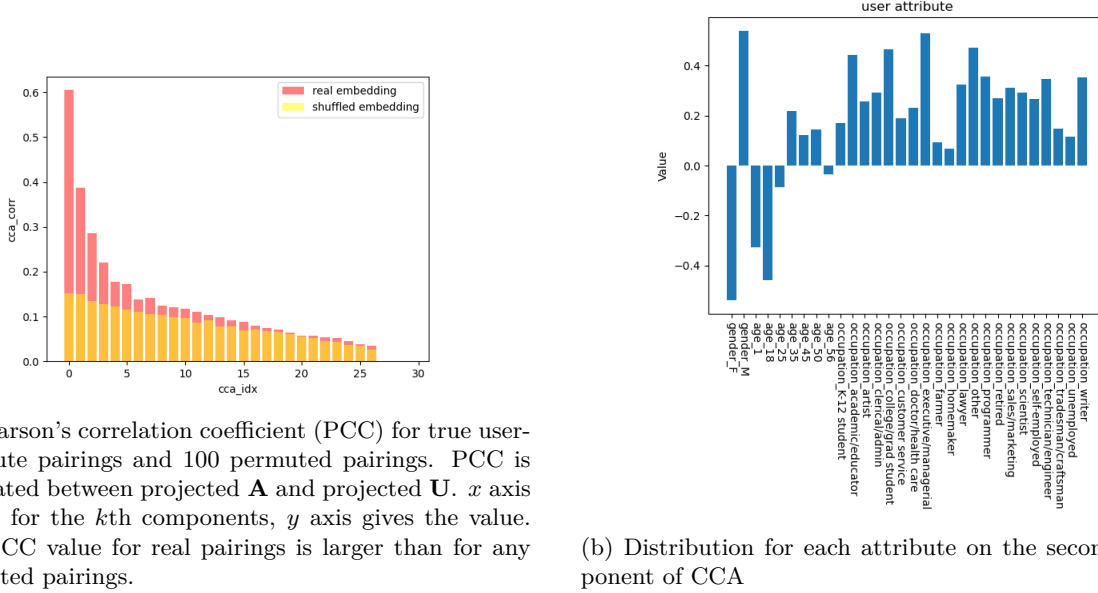 real embedding
shuffled embedding
0.6
0.5
0.4
0.3
0.2
0.1
0.0
cca_corr
0 5 10 15 20 25 30
cca_idx
arson's correlation coefficient (PCC) for true user-
ute pairings and 100 permuted pairings. PCC is
ated between projected A and projected U. x axis
for the kth components, y axis gives the value.
CC value for real pairings is larger than for any
ted pairings.
user attribute
0.4
0.2
0.0
−0.2
−0.4
Value
gender_F
gender_M
age_1
age_18
age_25
age_35
age_45
age_50
age_56
occupation_K-12 student
occupation_academic/educator
occupation_artist
occupation_clerical/admin
occupation_college/grad student
occupation_customer service
occupation_doctor/health care
occupation_executive/managerial
occupation_farmer
occupation_homemaker
occupation_lawyer
occupation_other
occupation_programmer
occupation_retired
occupation_sales/marketing
occupation_scientist
occupation_self-employed
occupation_technician/engineer
occupation_tradesman/craftsman
occupation_unemployed
occupation_writer
(b) Distribution for each attribute on the secon
ponent of CCA